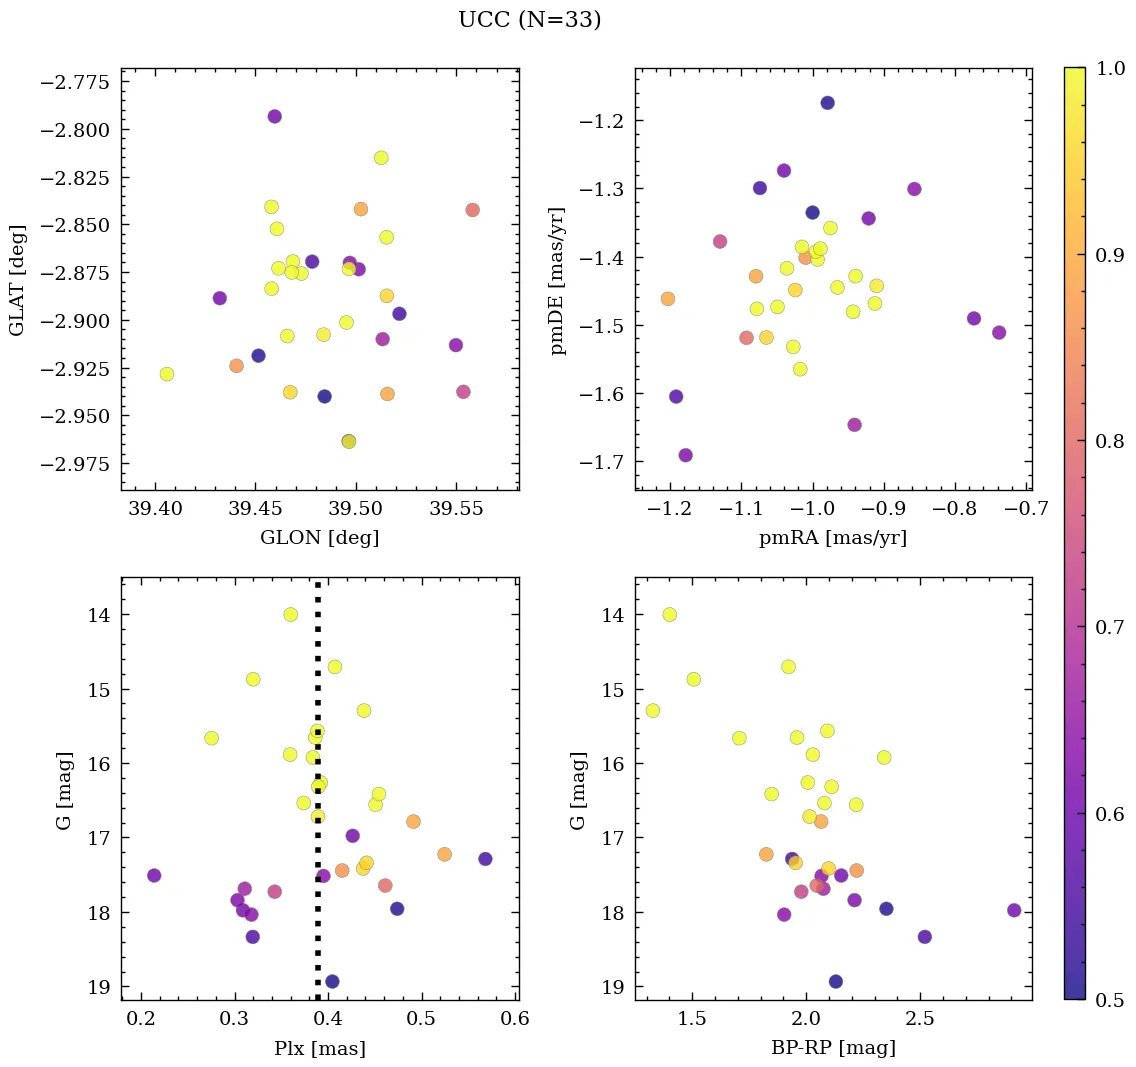 UCC (N=33)
−2.775
−2.800
−2.825
−2.850
−2.875
−2.900
−2.925
−2.950
−2.975
GLAT [deg]
39.40 39.45 39.50 39.55
GLON [deg]
−1.2
−1.3
−1.4
−1.5
−1.6
−1.7
pmDE [mas/yr]
−1.2 −1.1 −1.0 −0.9 −0.8 −0.7
pmRA [mas/yr]
14
15
16
17
18
19
G [mag]
0.2 0.3 0.4 0.5 0.6
Plx [mas]
14
15
16
17
18
19
G [mag]
1.5 2.0 2.5
BP-RP [mag]
1.0
0.9
0.8
0.7
0.6
0.5